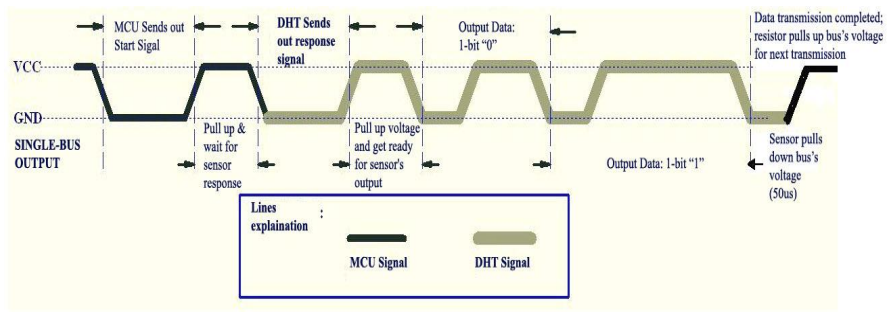 MCU Sends out
Start Sigal
DHT Sends
out response
signal
Output Data:
1-bit “0”
Data transmission completed;
resistor pulls up bus's voltage
for next transmission
VCC
GND
SINGLE-BUS
OUTPUT
Pull up &
wait for
sensor
response
Pull up voltage
and get ready
for sensor's
output
Output Data: 1-bit “1”
Sensor pulls
down bus's
voltage
(50us)
Lines
explaination :
MCU Signal
DHT Signal